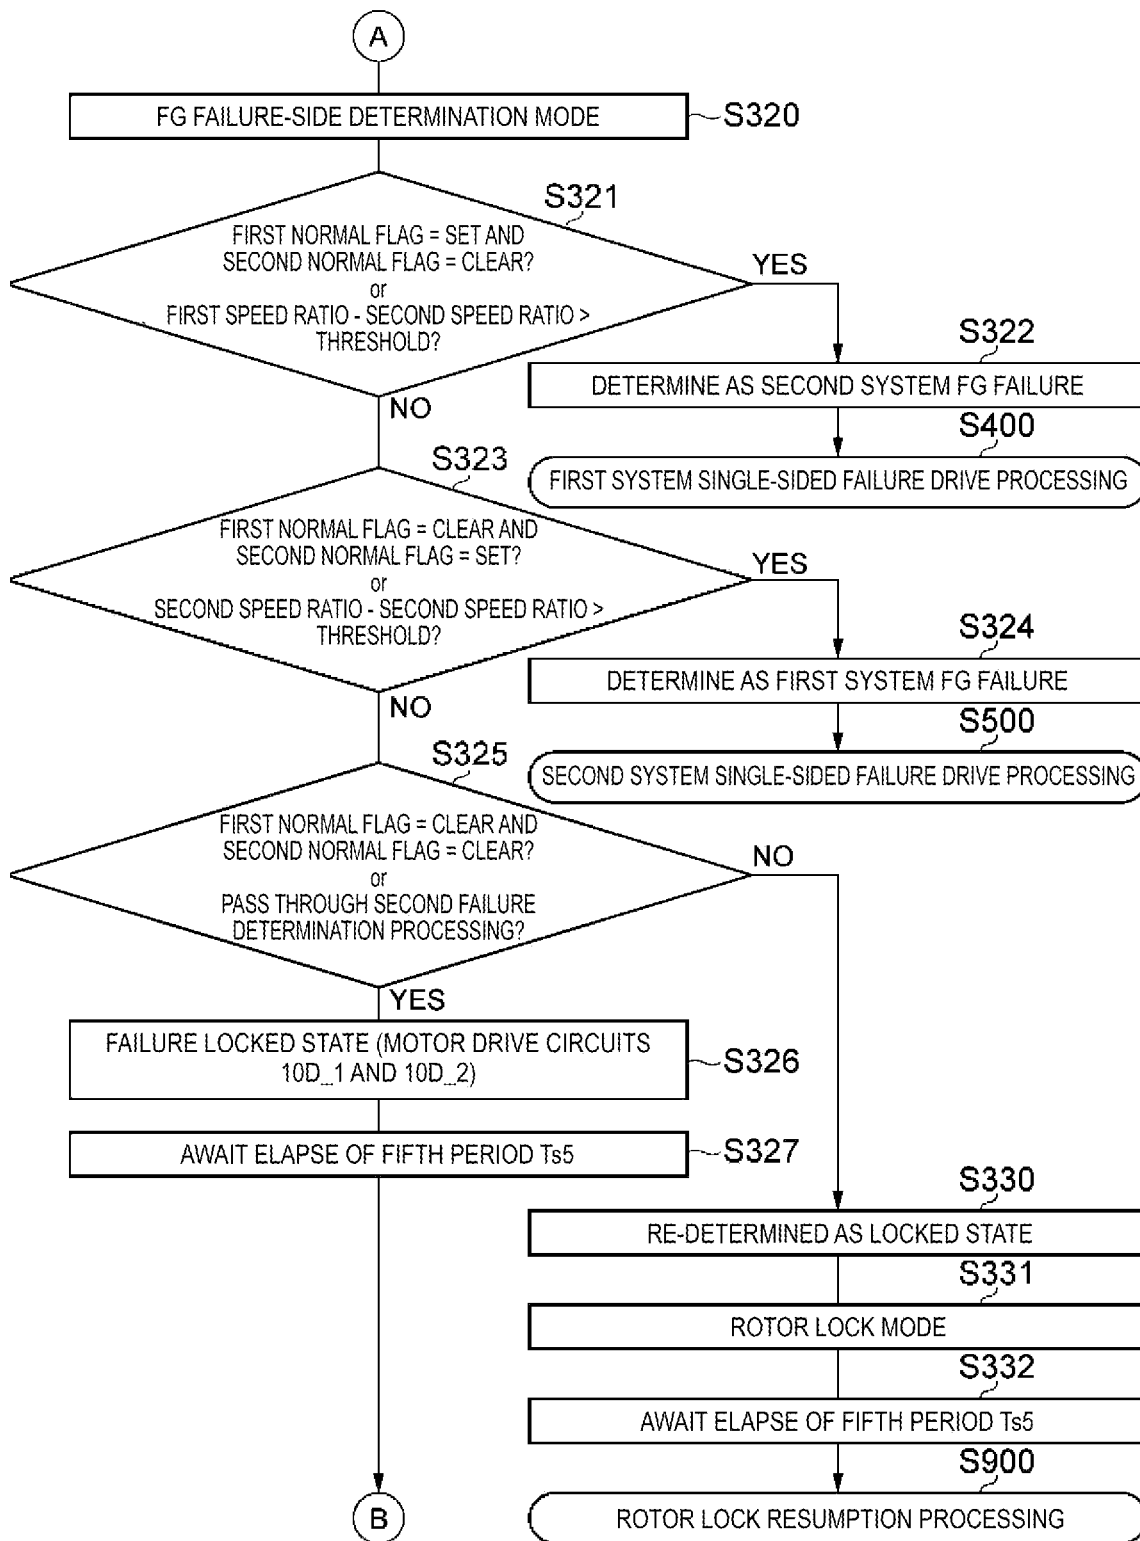 A
FG FAILURE-SIDE DETERMINATION MODE
S320
S321
FIRST NORMAL FLAG = SET AND
SECOND NORMAL FLAG = CLEAR?
or
FIRST SPEED RATIO - SECOND SPEED RATIO >
THRESHOLD?
YES
NO
S322
DETERMINE AS SECOND SYSTEM FG FAILURE
S400
FIRST SYSTEM SINGLE-SIDED FAILURE DRIVE PROCESSING
S323
FIRST NORMAL FLAG = CLEAR AND
SECOND NORMAL FLAG = SET?
or
SECOND SPEED RATIO - SECOND SPEED RATIO >
THRESHOLD?
YES
NO
S324
DETERMINE AS FIRST SYSTEM FG FAILURE
S500
SECOND SYSTEM SINGLE-SIDED FAILURE DRIVE PROCESSING
S325
FIRST NORMAL FLAG = CLEAR AND
SECOND NORMAL FLAG = CLEAR?
or
PASS THROUGH SECOND FAILURE
DETERMINATION PROCESSING?
NO
YES
FAILURE LOCKED STATE (MOTOR DRIVE CIRCUITS
10D_1 AND 10D_2)
S326
AWAIT ELAPSE OF FIFTH PERIOD Ts5
S327
S330
RE-DETERMINED AS LOCKED STATE
S331
ROTOR LOCK MODE
S332
AWAIT ELAPSE OF FIFTH PERIOD Ts5
S900
ROTOR LOCK RESUMPTION PROCESSING
B